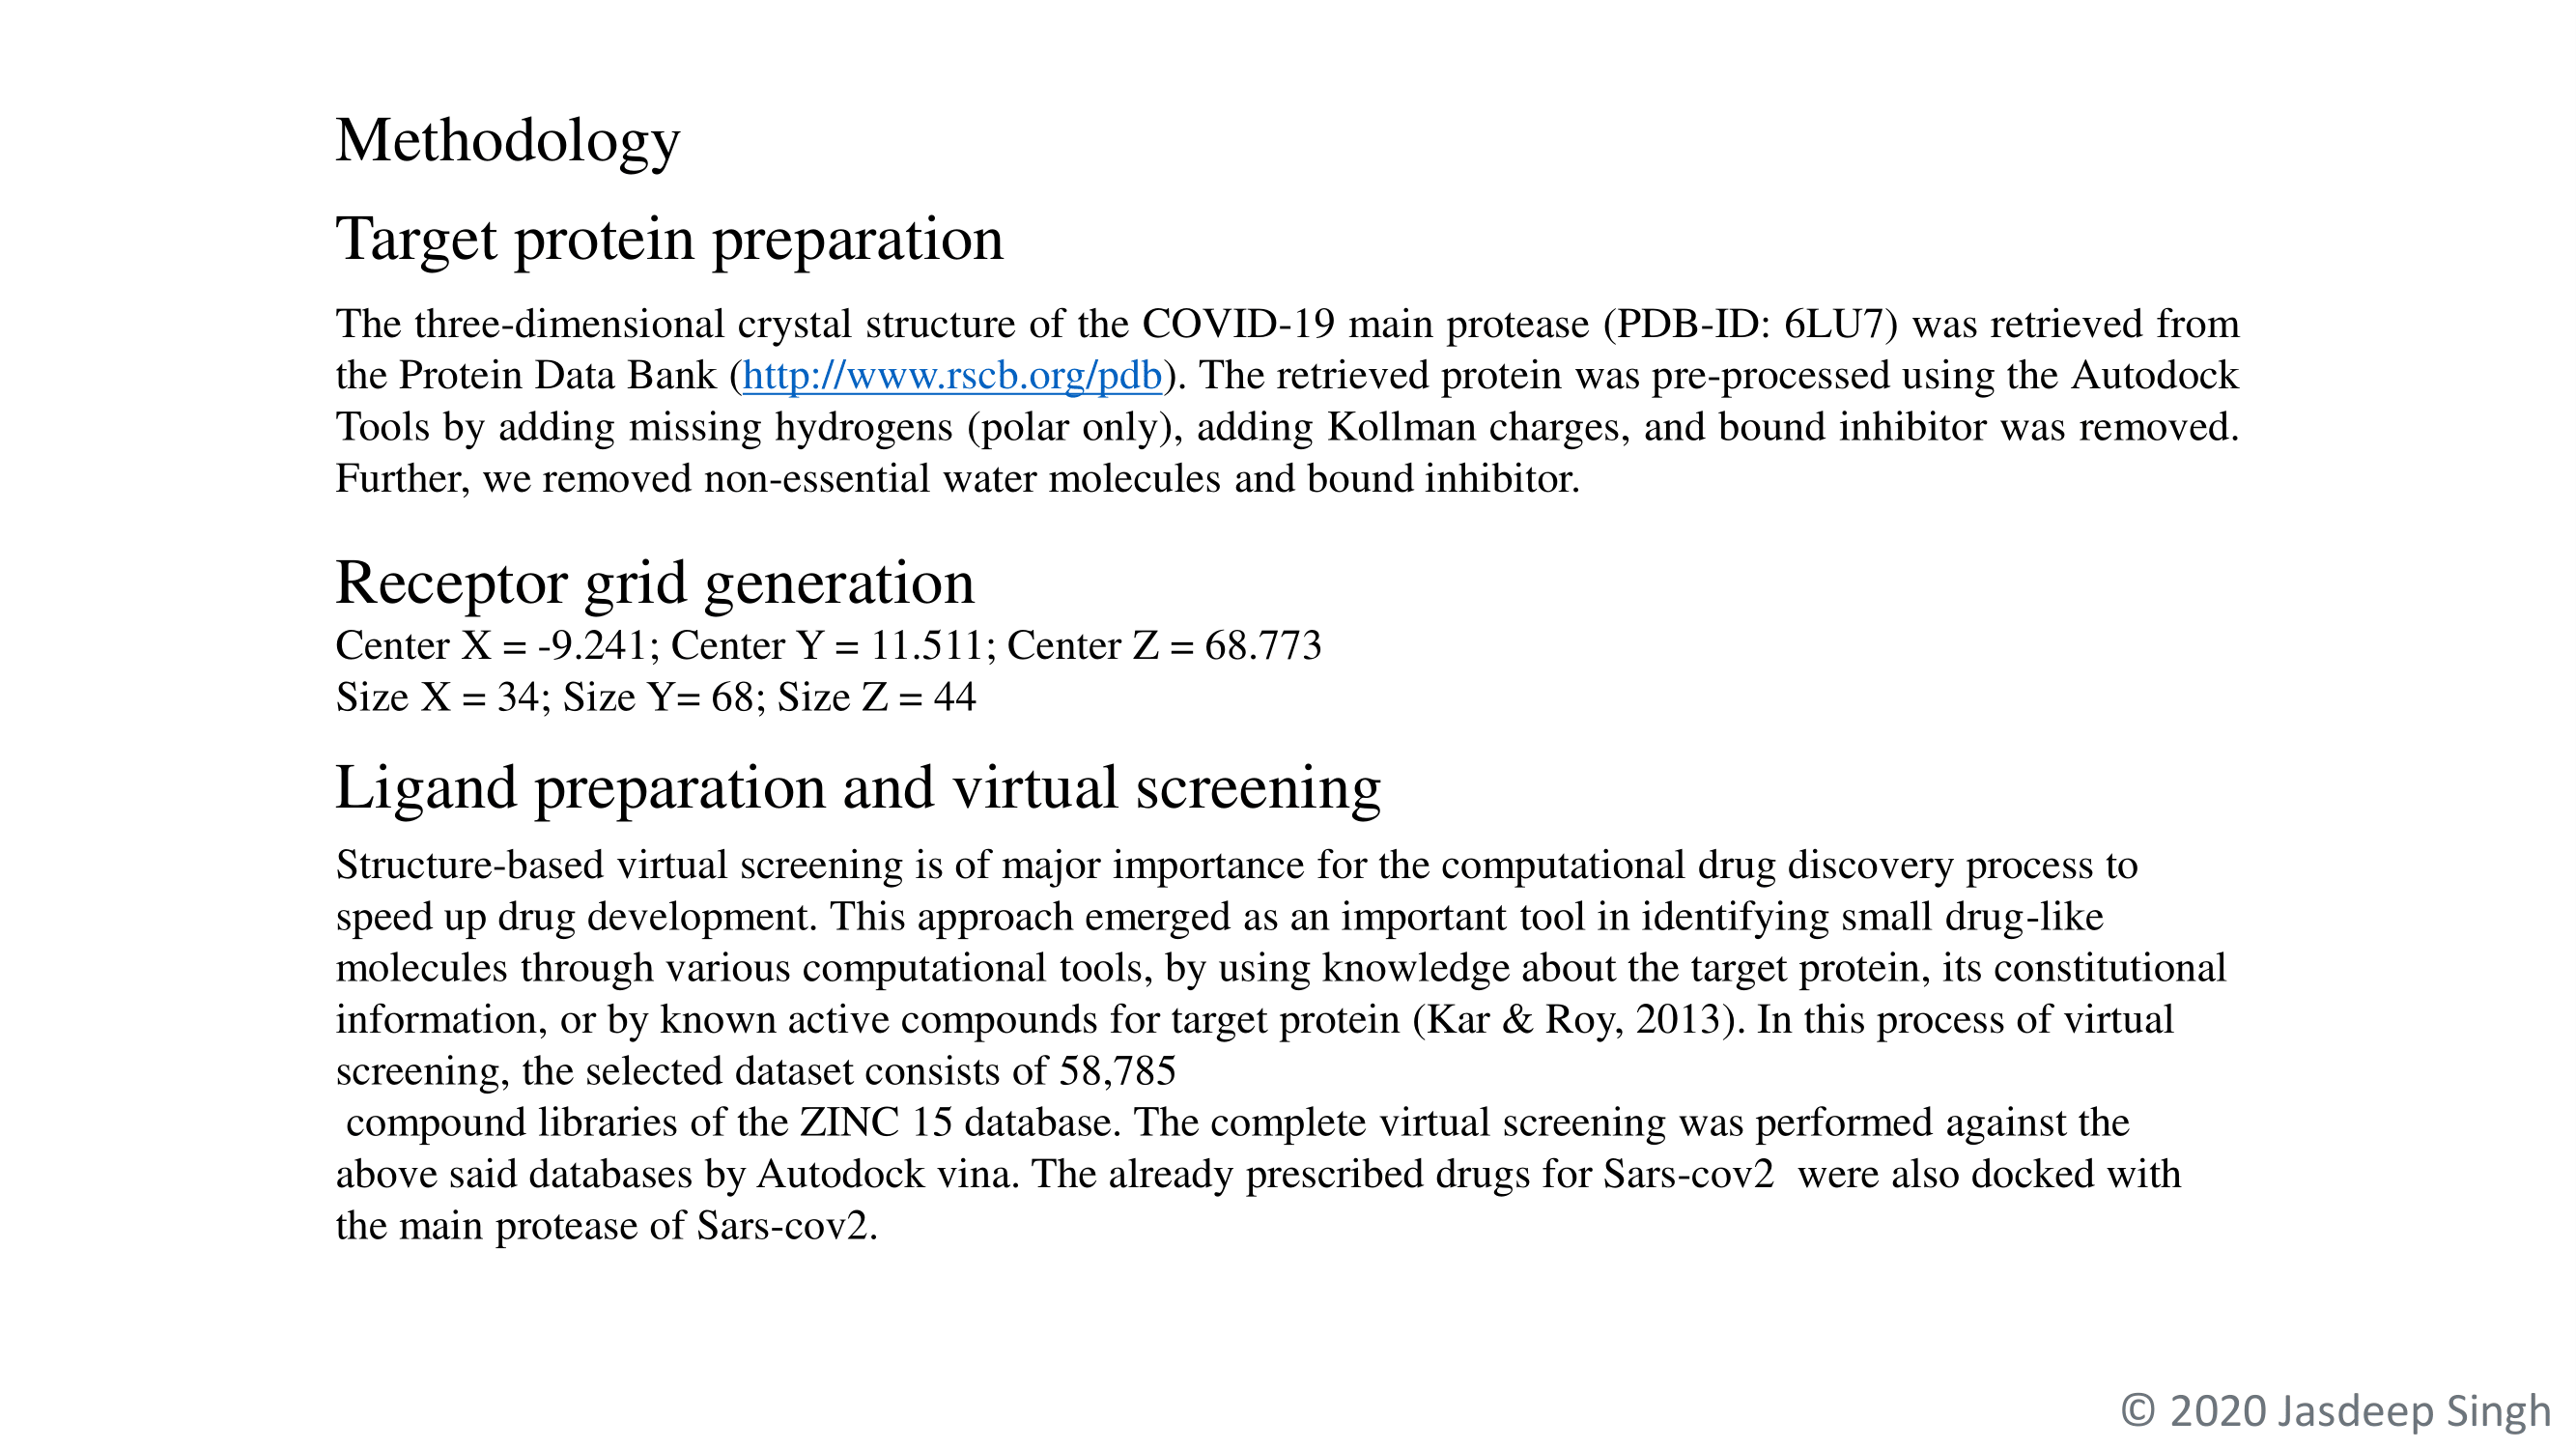 Methodology
Target protein preparation
The three-dimensional crystal structure of the COVID-19 main protease (PDB-ID: 6LU7) was retrieved from
the Protein Data Bank (http://www.rscb.org/pdb). The retrieved protein was pre-processed using the Autodock
Tools by adding missing hydrogens (polar only), adding Kollman charges, and bound inhibitor was removed.
Further, we removed non-essential water molecules and bound inhibitor.
Receptor grid generation
Center X = -9.241; Center Y = 11.511; Center Z = 68.773
Size X = 34; Size Y= 68; Size Z = 44
Ligand preparation and virtual screening
Structure-based virtual screening is of major importance for the computational drug discovery process to
speed up drug development. This approach emerged as an important tool in identifying small drug-like
molecules through various computational tools, by using knowledge about the target protein, its constitutional
information, or by known active compounds for target protein (Kar & Roy, 2013). In this process of virtual
screening, the selected dataset consists of 58,785
compound libraries of the ZINC 15 database. The complete virtual screening was performed against the
above said databases by Autodock vina. The already prescribed drugs for Sars-cov2  were also docked with
the main protease of Sars-cov2.
© 2020 Jasdeep Singh